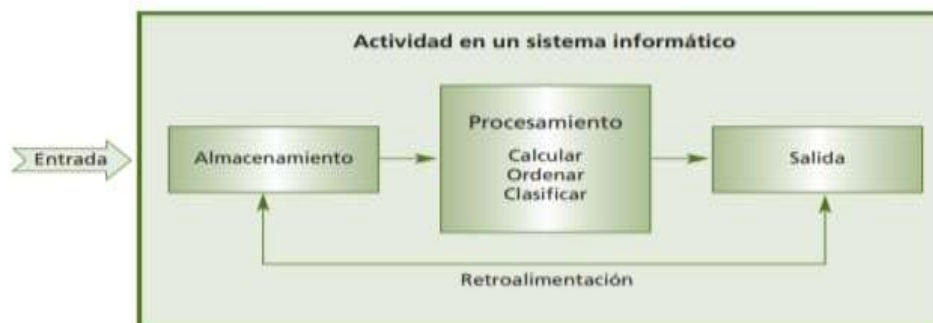 Actividad en un sistema informático
Entrada
Almacenamiento
Procesamiento
Calcular
Ordenar
Clasificar
Salida
Retroalimentación